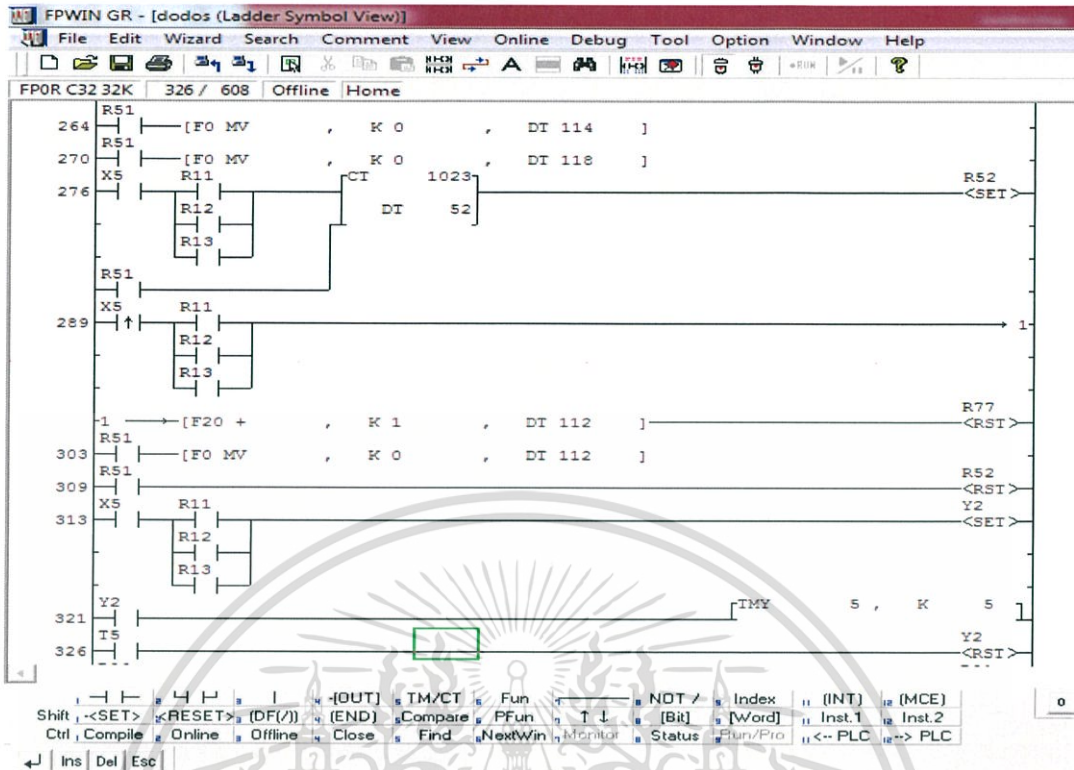 FPWIN GR - [dodos (Ladder Symbol View)]
File Edit Wizard Search Comment View Online Debug Tool Option Window Help
FP0R C32 32K 326 / 608 Offline Home
R51
264 [F0 MV , K 0 , DT 114 ]
R51
270 [F0 MV , K 0 , DT 118 ]
X5 R11 CT 1023 R52
276 <SET>
R12 DT 52
R13
R51
X5 R11
289 1
R12
R13
R77
1 [F20 + , K 1 , DT 112 ] <RST>
R51
303 [F0 MV , K 0 , DT 112 ]
R51 R52
309 <RST>
X5 R11 Y2
313 <SET>
R12
R13
Y2 TMY 5 , K 5
321
T5 Y2
326 <RST>
-[OUT] TM/CT Fun NOT / Index (INT) (MCE)
Shift -<SET> <RESET> (DF(/)) (END) Compare PFun ↑ ↓ [Bit] [Word] Inst.1 Inst.2
Ctrl Compile Online Offline Close Find NextWin Monitor Status Run/Pro <-- PLC --> PLC
Ins Del Esc